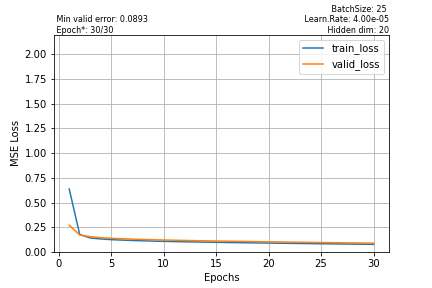 BatchSize: 25
Min valid error: 0.0893
Learn.Rate: 4.00e-05
Epoch*: 30/30
Hidden dim: 20
train_loss
valid_loss
2.00
1.75
1.50
1.25
1.00
0.75
0.50
0.25
0.00
MSE Loss
0 5 10 15 20 25 30
Epochs